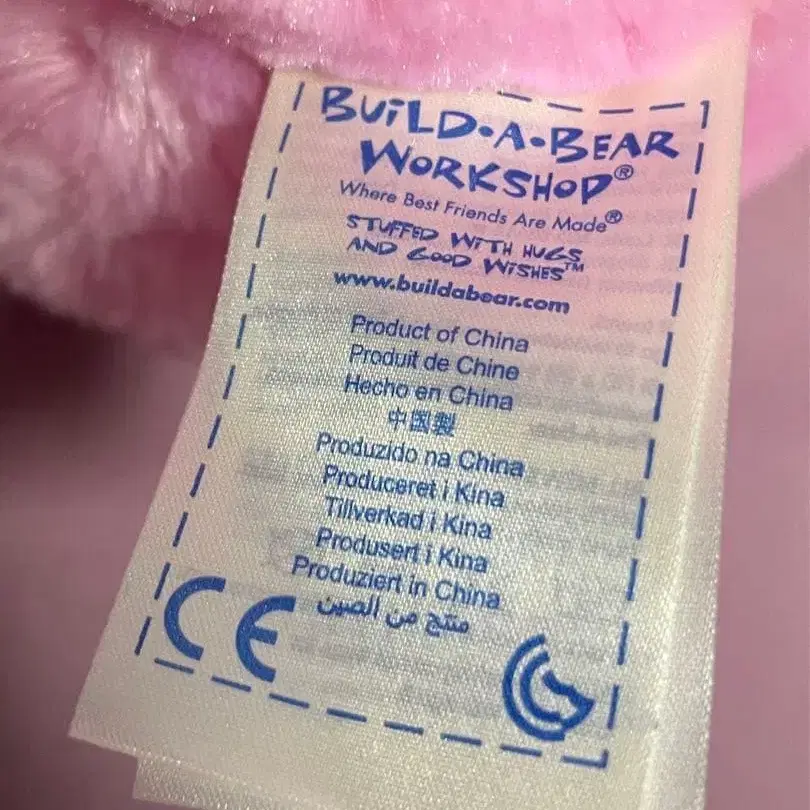 BUiLD•A•BEAR
WORKSHOP®
Where Best Friends Are Made®
STUFFED WiTH HUGS
AND GOOD WiSHES™
www.buildabear.com
Product of China
Produit de Chine
Hecho en China
中国製
Produzido na China
Produceret i Kina
Tillverkad i Kina
Produsert i Kina
Produziert in China
منتج من الصين
CE